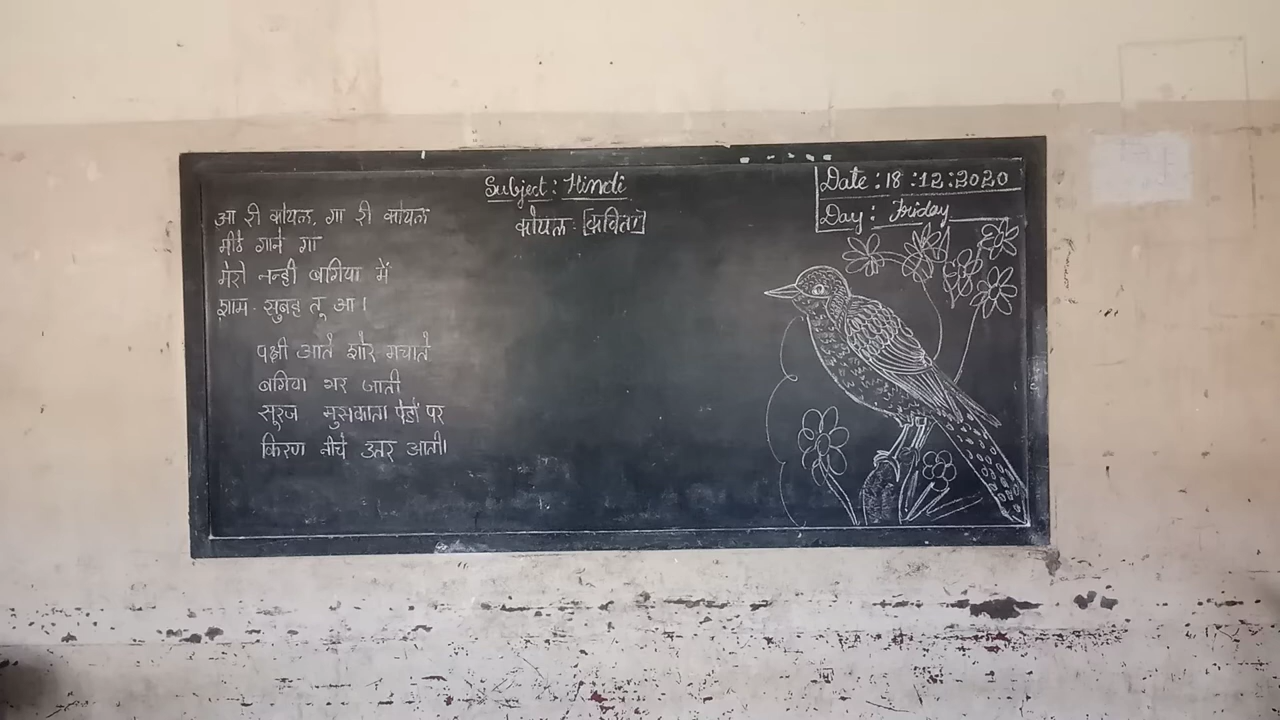 Subject: Hindi
Date: 18:12:2020
Day: Friday
कोयल - कविता
आ री कोयल, गा री कोयल
मीठे गाने गा
मेरी नन्ही बगिया में
शाम - सुबह तू आ।
पक्षी आते शोर मचाते
बगिया भर जाती
सूरज मुसकाता पेडों पर
किरण नीचे उतर आती।